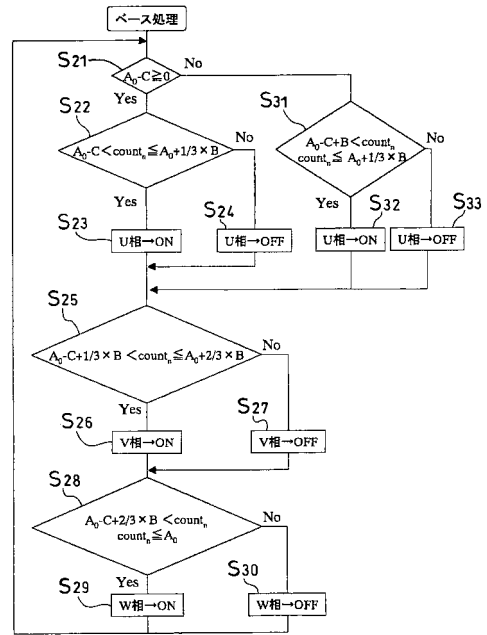 ベース処理
S21
A₀-C≧0
No
Yes
S22
A₀-C<countₙ≦A₀+1/3×B
No
Yes
S31
A₀-C+B<countₙ
countₙ≦A₀+1/3×B
No
Yes
S23
U相→ON
S24
U相→OFF
S32
U相→ON
S33
U相→OFF
S25
A₀-C+1/3×B<countₙ≦A₀+2/3×B
No
Yes
S26
V相→ON
S27
V相→OFF
S28
A₀-C+2/3×B<countₙ
countₙ≦A₀
No
Yes
S29
W相→ON
S30
W相→OFF